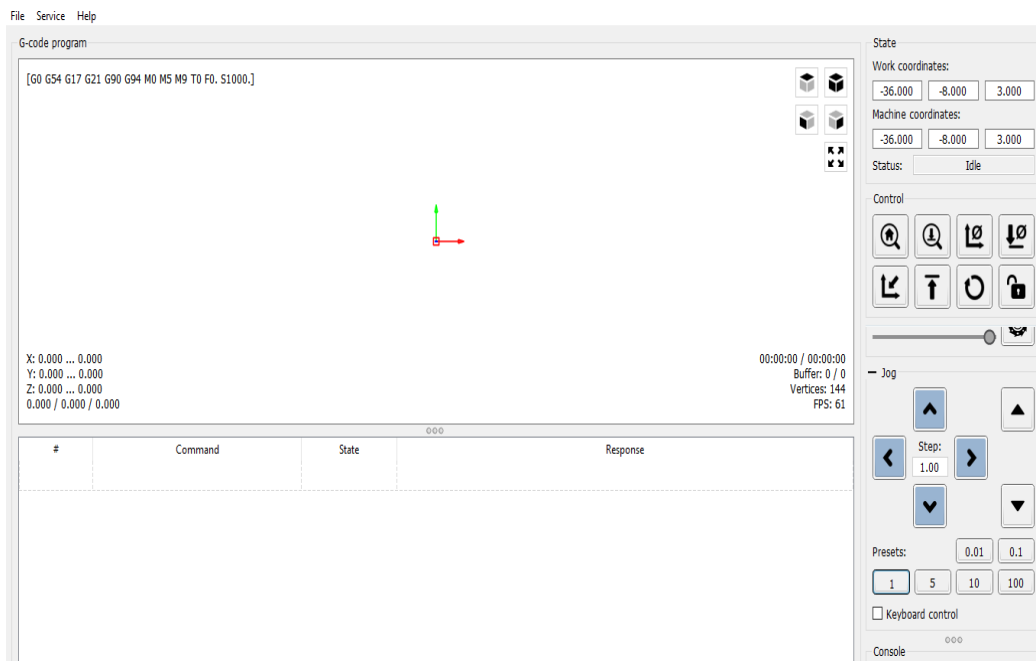 File Service Help
G-code program
[G0 G54 G17 G21 G90 G94 M0 M5 M9 T0 F0. S1000.]
X: 0.000 ... 0.000
Y: 0.000 ... 0.000
Z: 0.000 ... 0.000
0.000 / 0.000 / 0.000
00:00:00 / 00:00:00
Buffer: 0 / 0
Vertices: 144
FPS: 61
# Command State Response
State
Work coordinates:
-36.000 -8.000 3.000
Machine coordinates:
-36.000 -8.000 3.000
Status: Idle
Control
Jog
Step:
1.00
Presets: 0.01 0.1
1 5 10 100
Keyboard control
Console